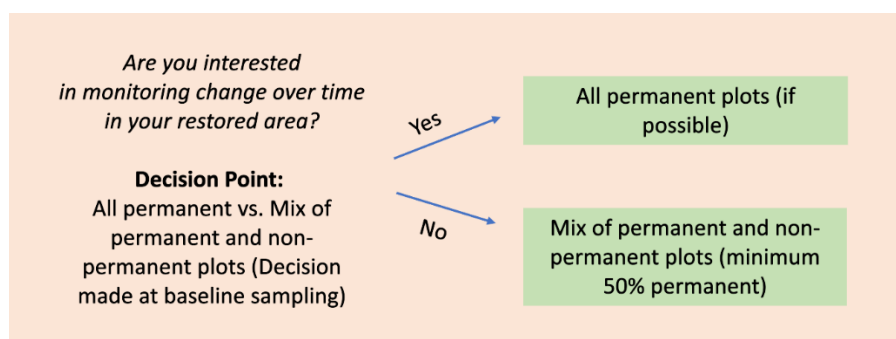 Are you interested
in monitoring change over time
in your restored area?
Decision Point:
All permanent vs. Mix of
permanent and non-
permanent plots (Decision
made at baseline sampling)
Yes
No
All permanent plots (if
possible)
Mix of permanent and non-
permanent plots (minimum
50% permanent)